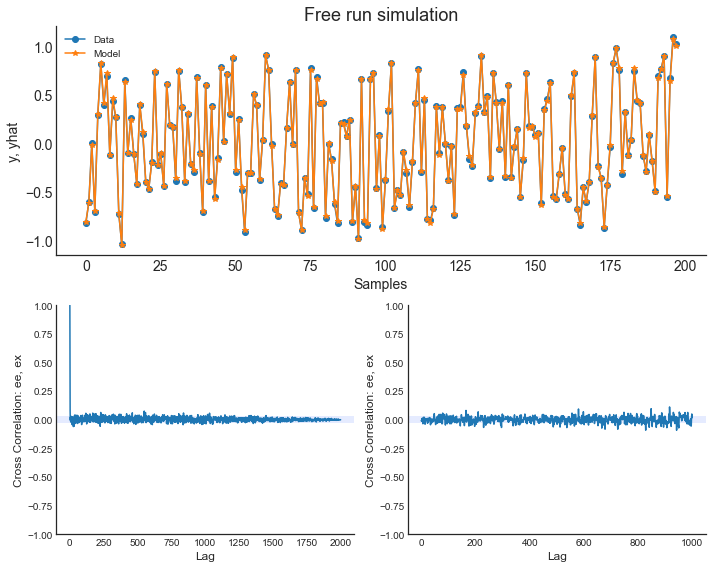 Free run simulation
Data
Model
y, yhat
1.0
0.5
0.0
−0.5
−1.0
0 25 50 75 100 125 150 175 200
Samples
Cross Correlation: ee, ex
1.00
0.75
0.50
0.25
0.00
−0.25
−0.50
−0.75
−1.00
0 250 500 750 1000 1250 1500 1750 2000
Lag
Cross Correlation: ee, ex
1.00
0.75
0.50
0.25
0.00
−0.25
−0.50
−0.75
−1.00
0 200 400 600 800 1000
Lag